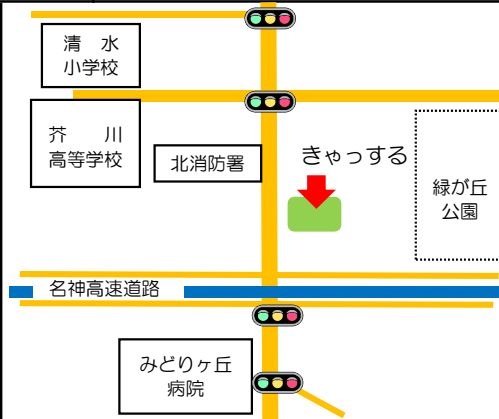 清　水
小学校
芥　川
高等学校
北消防署
きゃっする
緑が丘
公園
名神高速道路
みどりヶ丘
病院